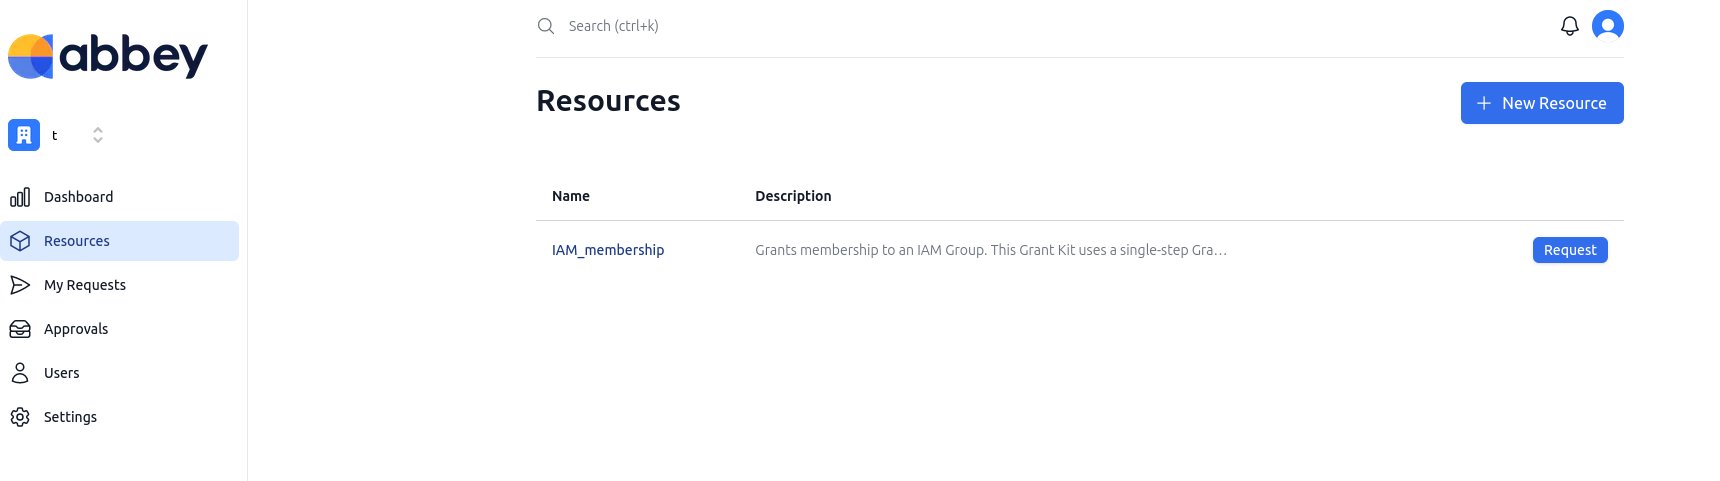 abbey
t
Dashboard
Resources
My Requests
Approvals
Users
Settings
Search (ctrl+k)
Resources
New Resource
Name Description
IAM_membership Grants membership to an IAM Group. This Grant Kit uses a single-step Gra... Request